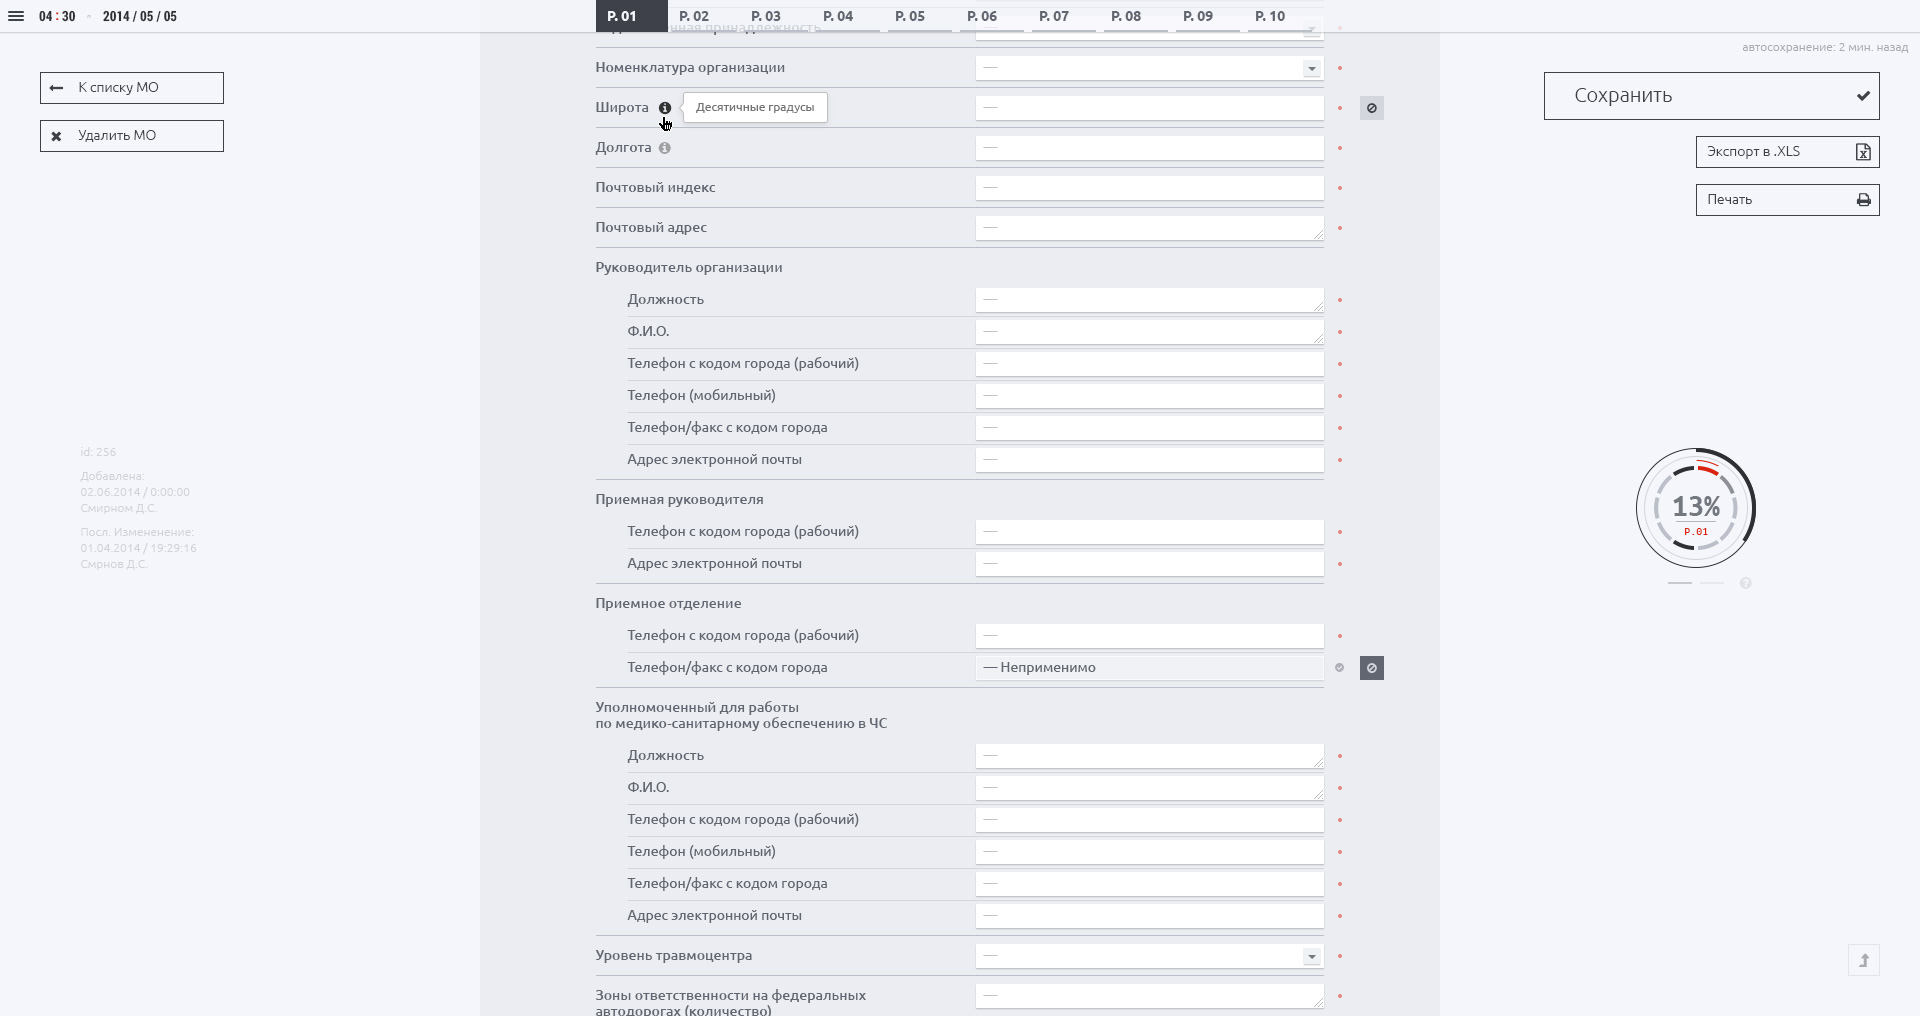 04 : 30 2014 / 05 / 05
P. 01 P. 02 P. 03 P. 04 P. 05 P. 06 P. 07 P. 08 P. 09 P. 10
автосохранение: 2 мин. назад
К списку МО
Удалить МО
Сохранить
Экспорт в .XLS
Печать
принадлежность
Номенклатура организации —
Широта Десятичные градусы —
Долгота —
Почтовый индекс —
Почтовый адрес —
Руководитель организации
Должность —
Ф.И.О. —
Телефон с кодом города (рабочий) —
Телефон (мобильный) —
Телефон/факс с кодом города —
Адрес электронной почты —
Приемная руководителя
Телефон с кодом города (рабочий) —
Адрес электронной почты —
Приемное отделение
Телефон с кодом города (рабочий) —
Телефон/факс с кодом города — Неприменимо
Уполномоченный для работы
по медико-санитарному обеспечению в ЧС
Должность —
Ф.И.О. —
Телефон с кодом города (рабочий) —
Телефон (мобильный) —
Телефон/факс с кодом города —
Адрес электронной почты —
Уровень травмоцентра —
Зоны ответственности на федеральных —
автодорогах (количество)
id: 256
Добавлена:
02.06.2014 / 0:00:00
Смирном Д.С.
Посл. Измененение:
01.04.2014 / 19:29:16
Смрнов Д.С.
13%
P.01